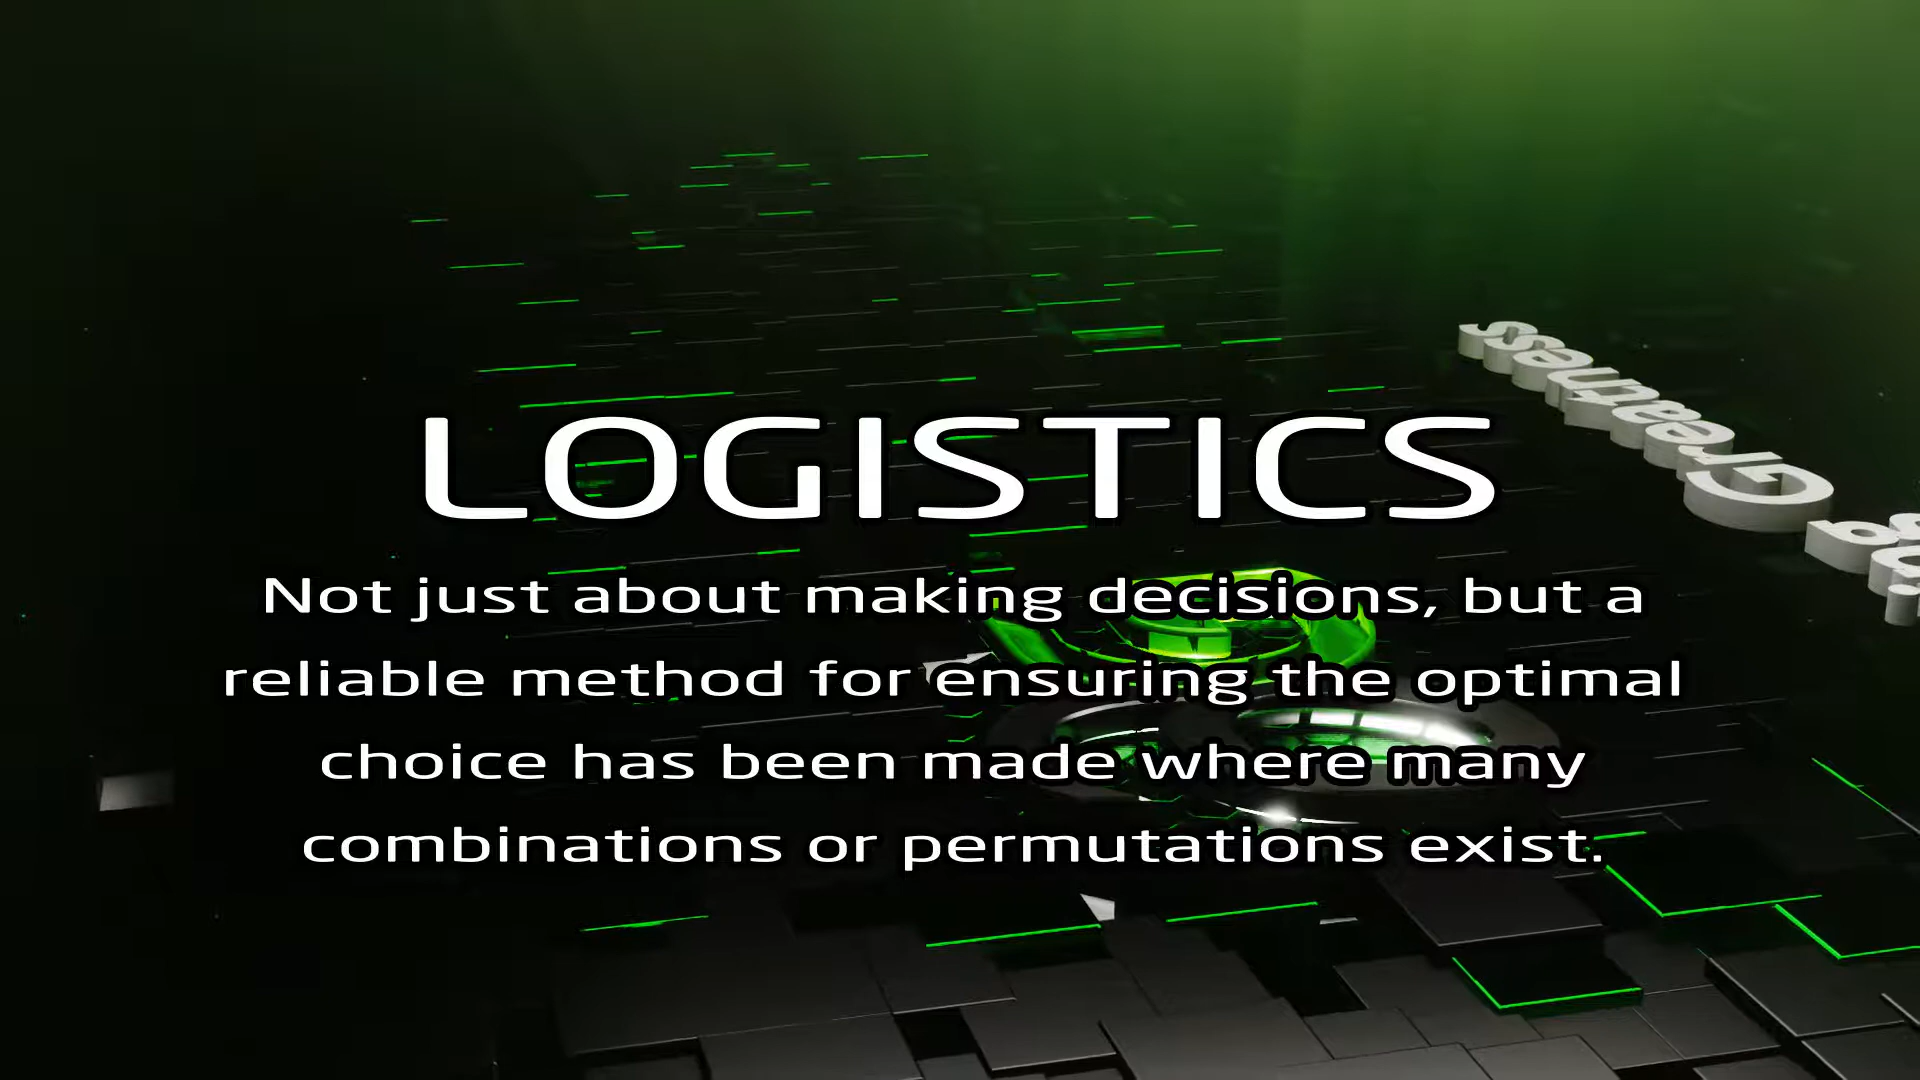 LOGISTICS
Not just about making decisions, but a
reliable method for ensuring the optimal
choice has been made where many
combinations or permutations exist.
Greatness